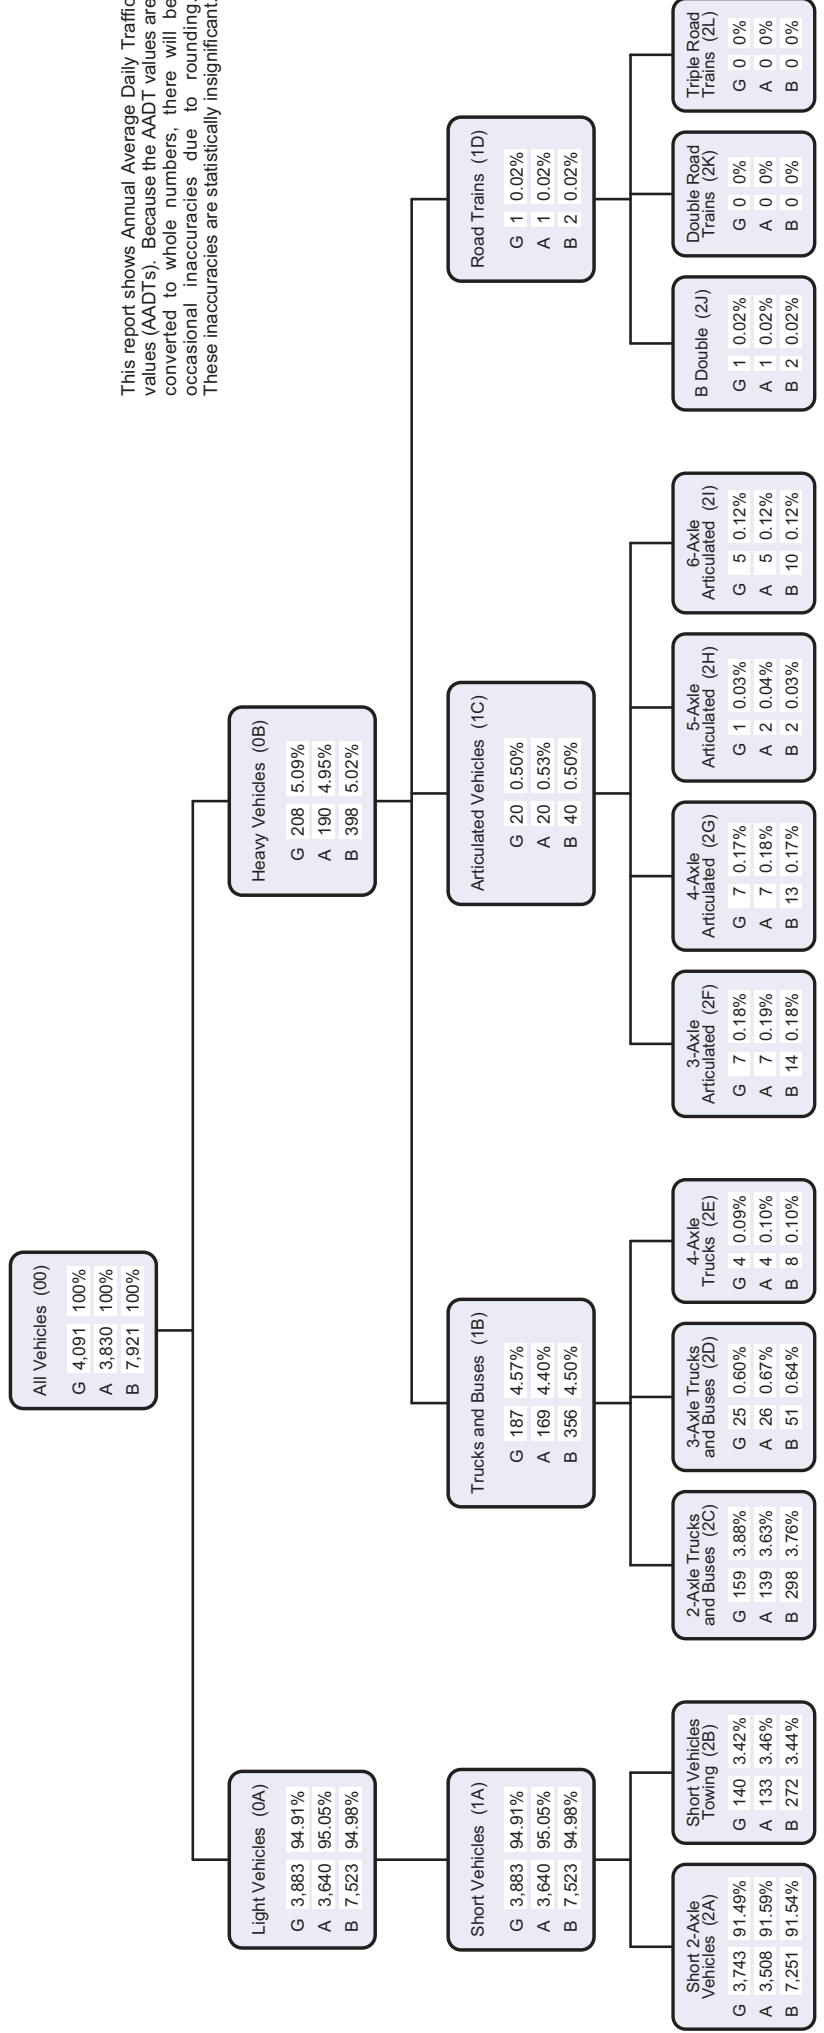 This report shows Annual Average Daily Traffic
values (AADTs). Because the AADT values are
converted to whole numbers, there will be
occasional inaccuracies due to rounding.
These inaccuracies are statistically insignificant.
All Vehicles (00)
G 4,091 100%
A 3,830 100%
B 7,921 100%
Light Vehicles (0A)
G 3,883 94.91%
A 3,640 95.05%
B 7,523 94.98%
Heavy Vehicles (0B)
G 208 5.09%
A 190 4.95%
B 398 5.02%
Short Vehicles (1A)
G 3,883 94.91%
A 3,640 95.05%
B 7,523 94.98%
Trucks and Buses (1B)
G 187 4.57%
A 169 4.40%
B 356 4.50%
Articulated Vehicles (1C)
G 20 0.50%
A 20 0.53%
B 40 0.50%
Road Trains (1D)
G 1 0.02%
A 1 0.02%
B 2 0.02%
Short 2-Axle
Vehicles (2A)
G 3,743 91.49%
A 3,508 91.59%
B 7,251 91.54%
Short Vehicles
Towing (2B)
G 140 3.42%
A 133 3.46%
B 272 3.44%
2-Axle Trucks
and Buses (2C)
G 159 3.88%
A 139 3.63%
B 298 3.76%
3-Axle Trucks
and Buses (2D)
G 25 0.60%
A 26 0.67%
B 51 0.64%
4-Axle
Trucks (2E)
G 4 0.09%
A 4 0.10%
B 8 0.10%
3-Axle
Articulated (2F)
G 7 0.18%
A 7 0.19%
B 14 0.18%
4-Axle
Articulated (2G)
G 7 0.17%
A 7 0.18%
B 13 0.17%
5-Axle
Articulated (2H)
G 1 0.03%
A 2 0.04%
B 2 0.03%
6-Axle
Articulated (2I)
G 5 0.12%
A 5 0.12%
B 10 0.12%
B Double (2J)
G 1 0.02%
A 1 0.02%
B 2 0.02%
Double Road
Trains (2K)
G 0 0%
A 0 0%
B 0 0%
Triple Road
Trains (2L)
G 0 0%
A 0 0%
B 0 0%